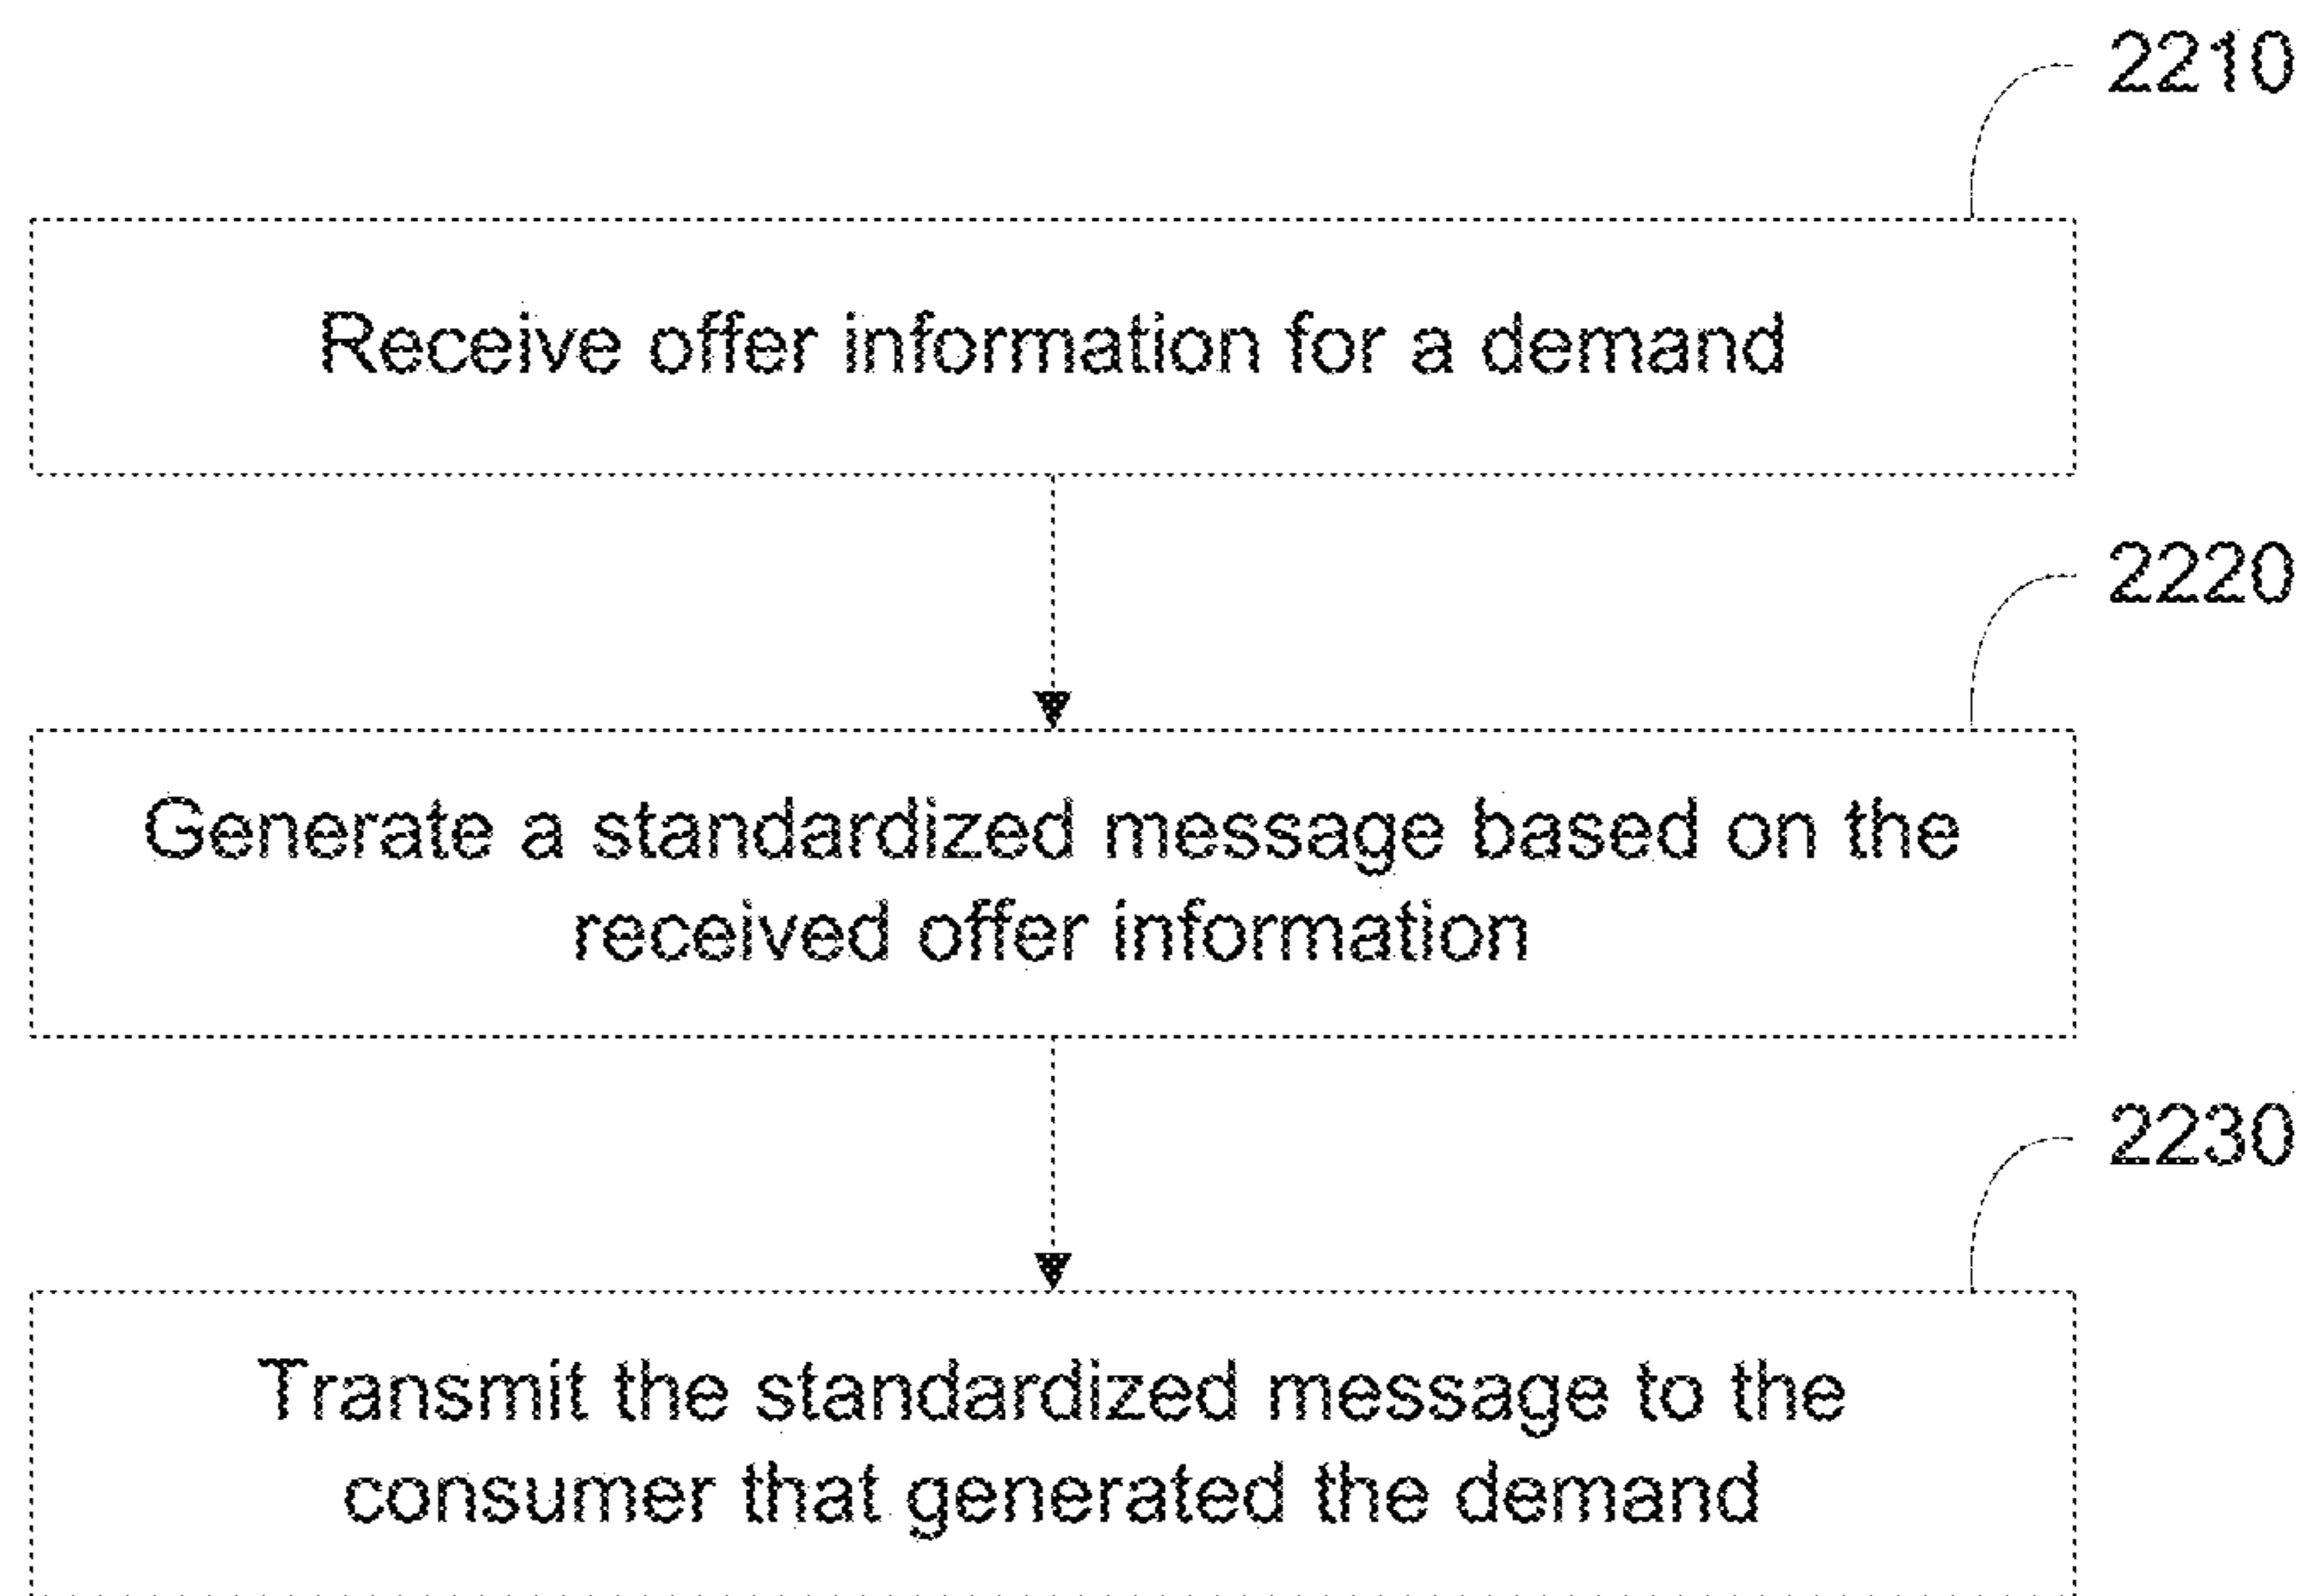 2210
Receive offer information for a demand
2220
Generate a standardized message based on the
received offer information
2230
Transmit the standardized message to the
consumer that generated the demand